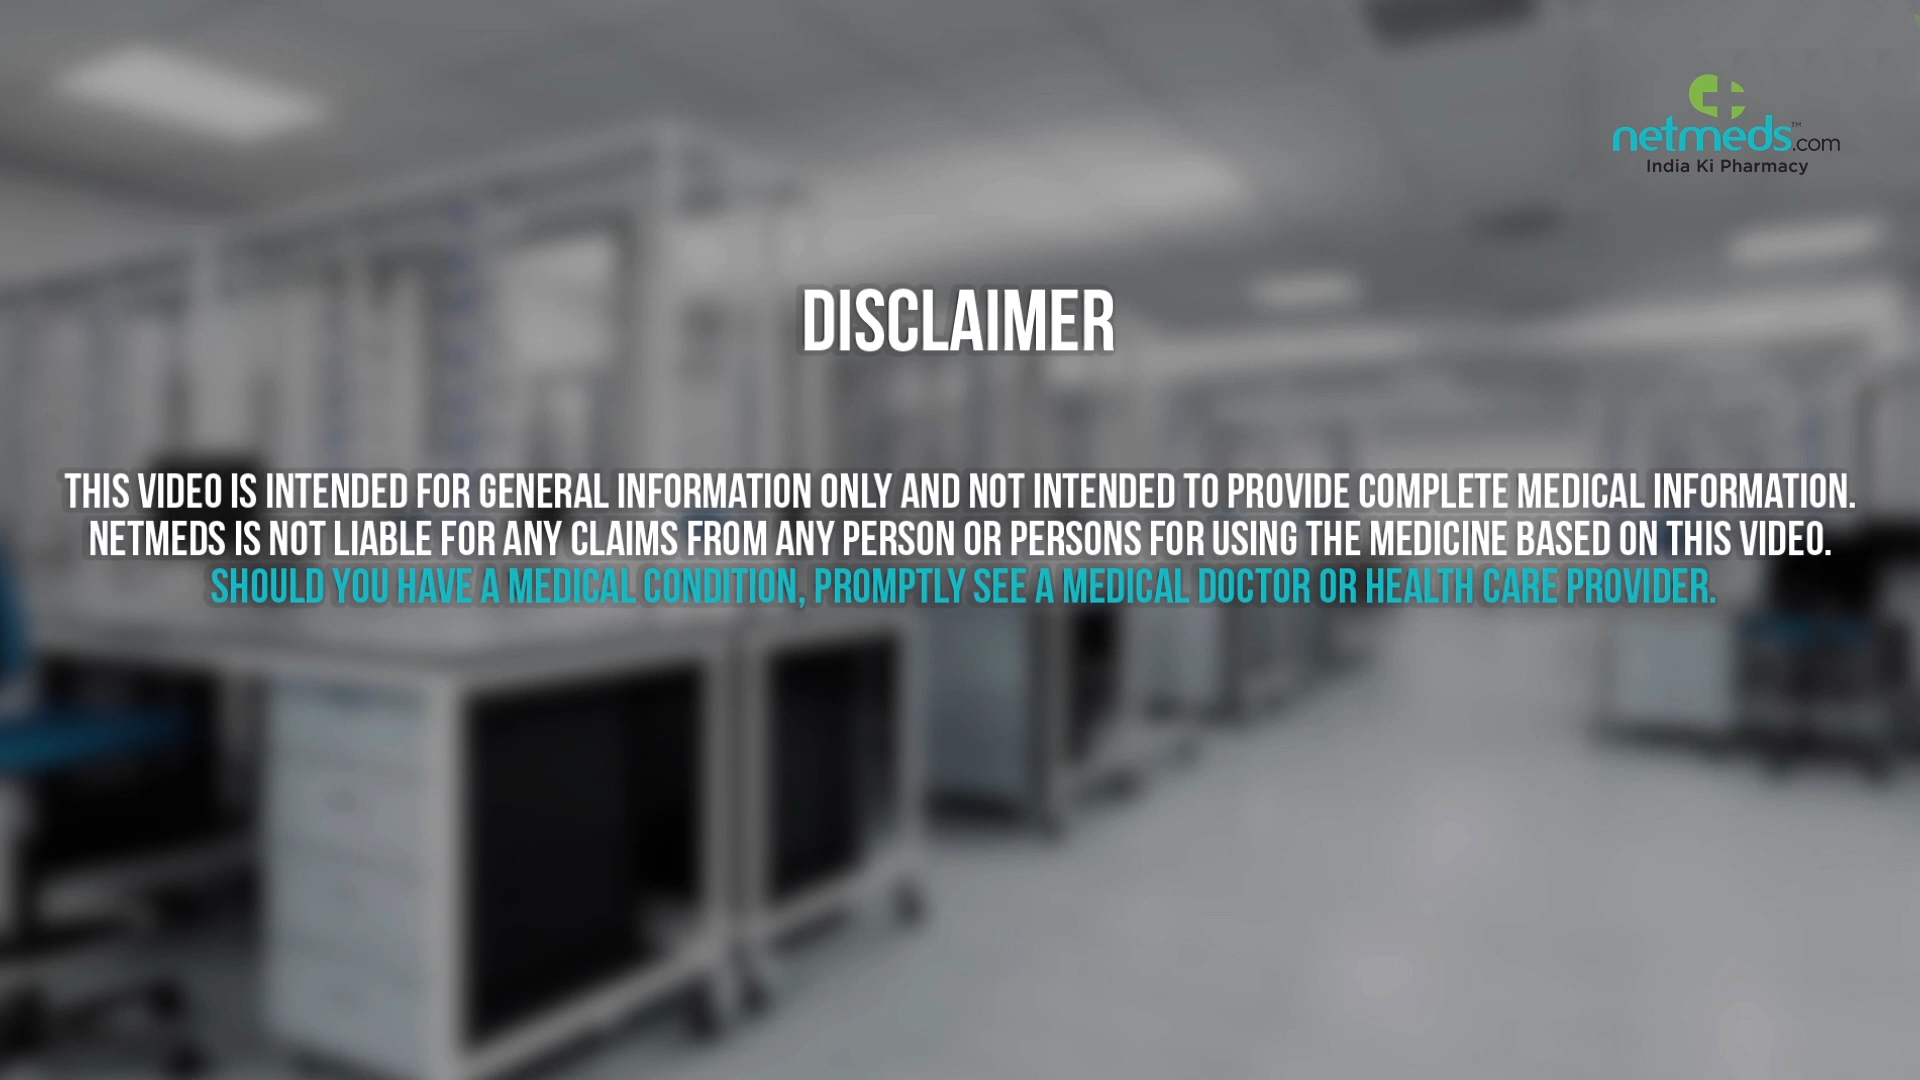 netmeds™.com
India Ki Pharmacy
DISCLAIMER
THIS VIDEO IS INTENDED FOR GENERAL INFORMATION ONLY AND NOT INTENDED TO PROVIDE COMPLETE MEDICAL INFORMATION.
NETMEDS IS NOT LIABLE FOR ANY CLAIMS FROM ANY PERSON OR PERSONS FOR USING THE MEDICINE BASED ON THIS VIDEO.
SHOULD YOU HAVE A MEDICAL CONDITION, PROMPTLY SEE A MEDICAL DOCTOR OR HEALTH CARE PROVIDER.